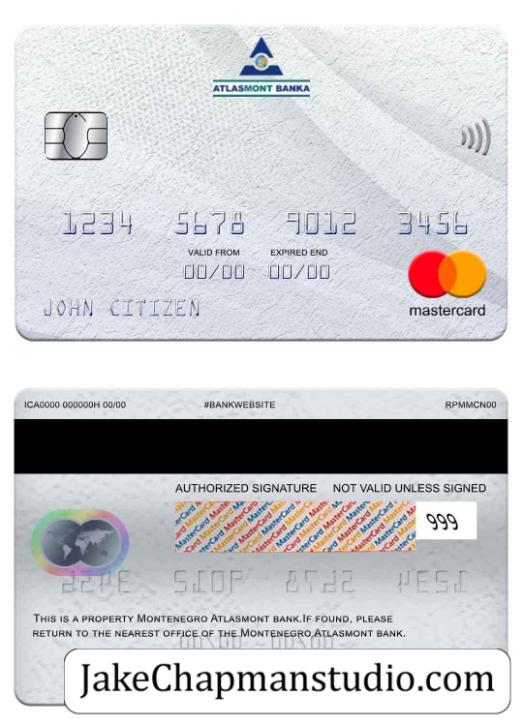 ATLASMONT BANKA
1234 5678 9012 3456
VALID FROM EXPIRED END
00/00 00/00
JOHN CITIZEN
mastercard
ICA0000 000000H 00/00 #BANKWEBSITE RPMMCN00
AUTHORIZED SIGNATURE NOT VALID UNLESS SIGNED
MasterCard
999
THIS IS A PROPERTY MONTENEGRO ATLASMONT BANK.IF FOUND, PLEASE
RETURN TO THE NEAREST OFFICE OF THE MONTENEGRO ATLASMONT BANK.
JakeChapmanstudio.com